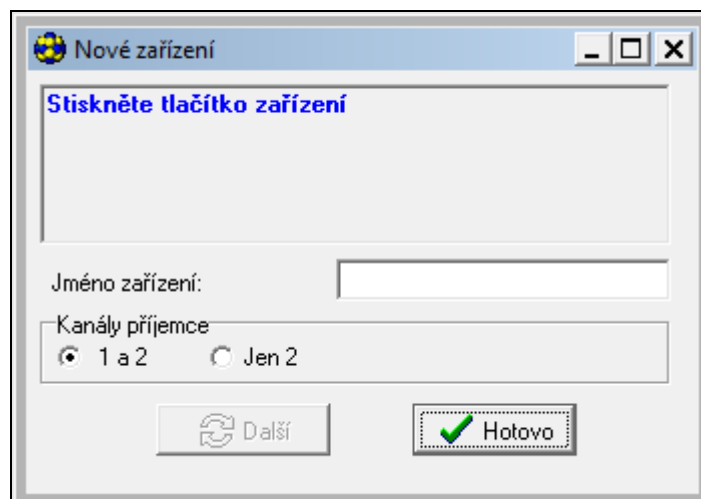 Nové zařízení
Stiskněte tlačítko zařízení
Jméno zařízení:
Kanály příjemce
1 a 2 Jen 2
Další Hotovo